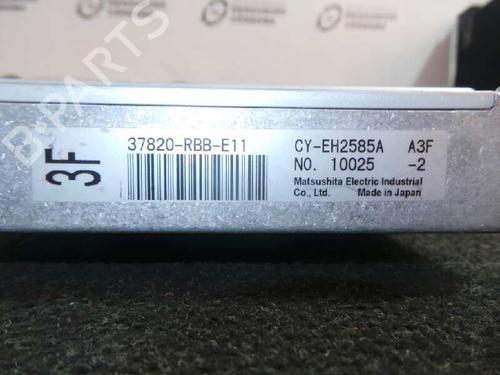 B-PARTS
3F
37820-RBB-E11
CY-EH2585A A3F
NO. 10025 -2
Matsushita Electric Industrial
Co., Ltd. Made in Japan